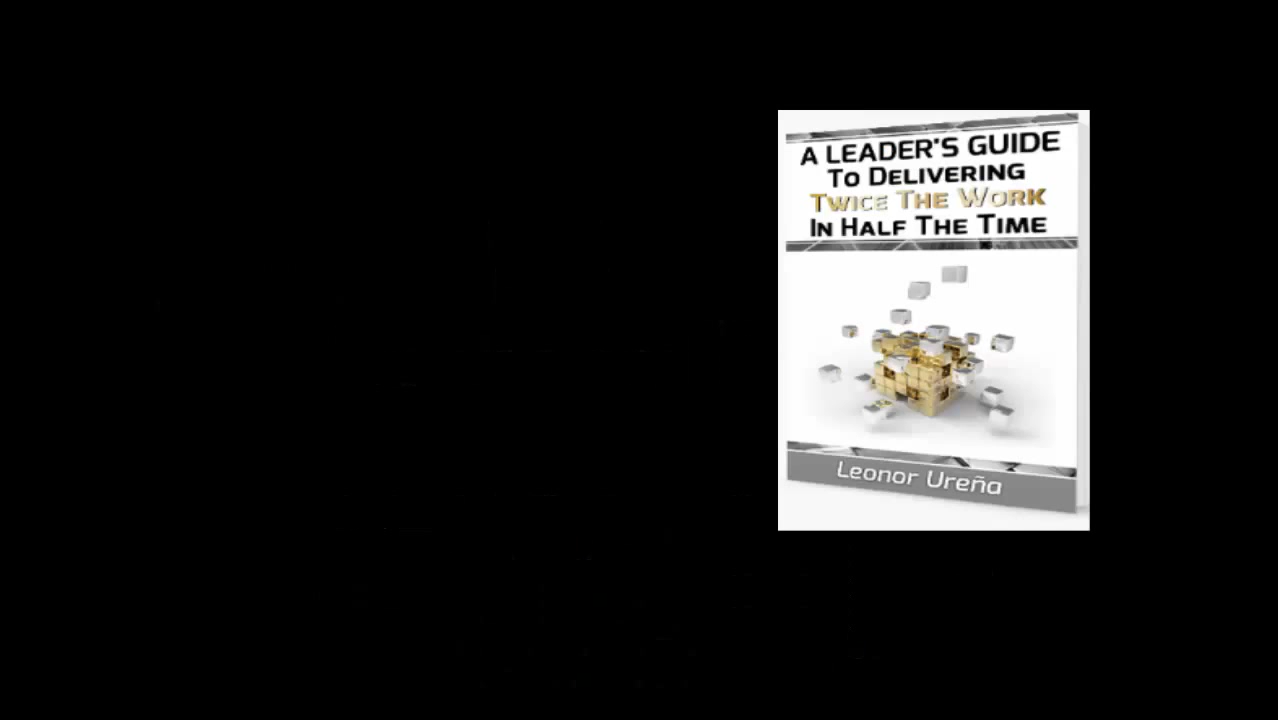 A LEADER'S GUIDE
TO DELIVERING
TWICE THE WORK
IN HALF THE TIME
Leonor Ureña